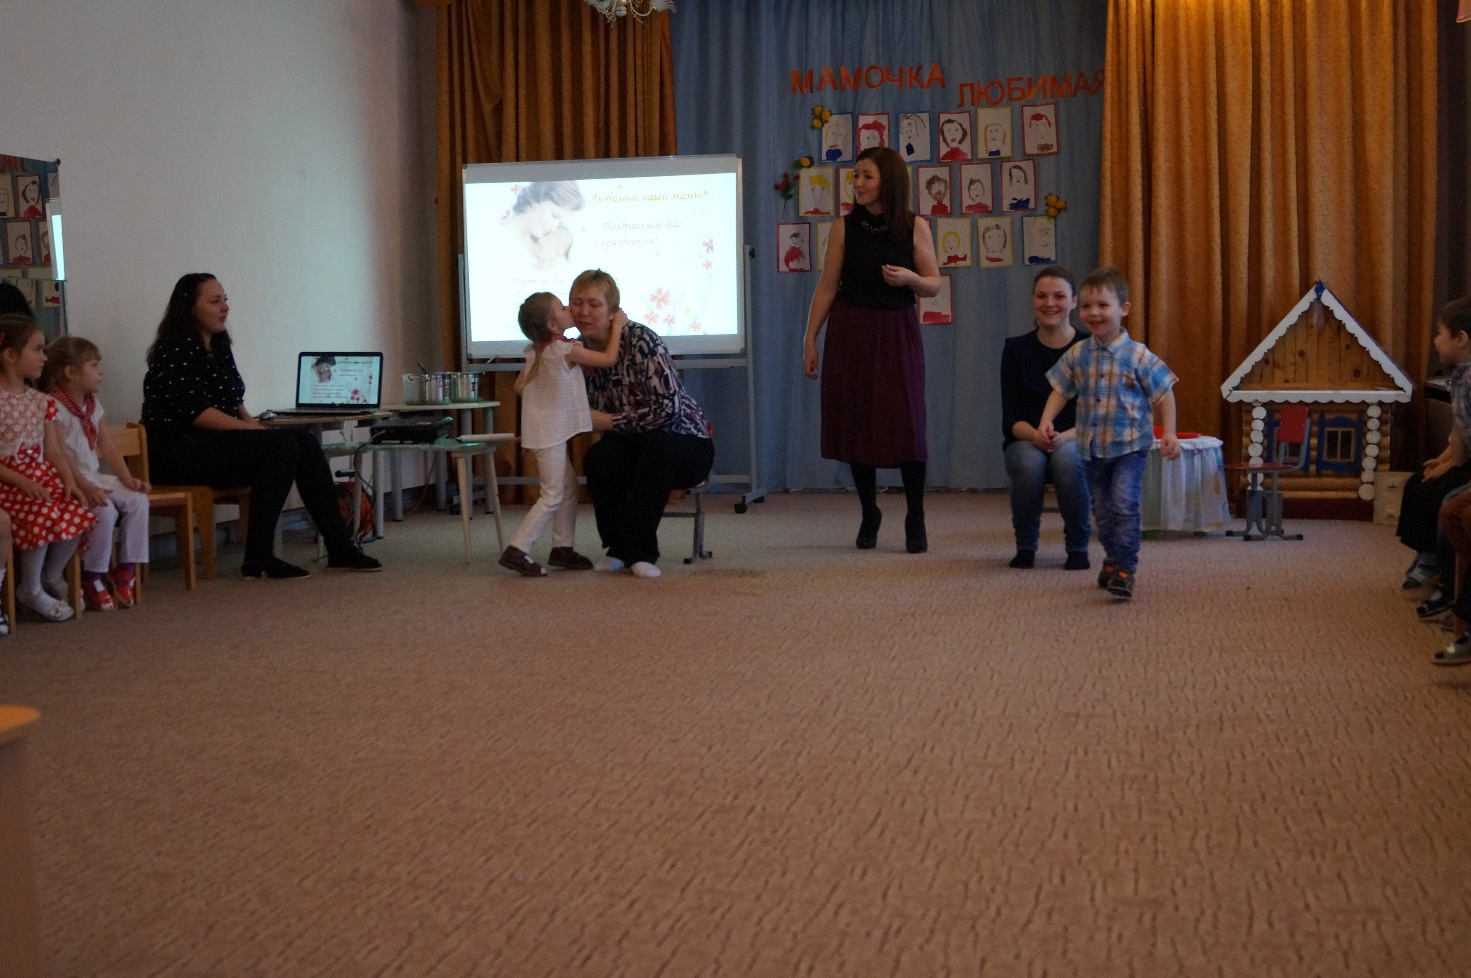 МАМОЧКА
ЛЮБИМАЯ
Любимые наши мамы!
Поздравляем вас
с праздником!